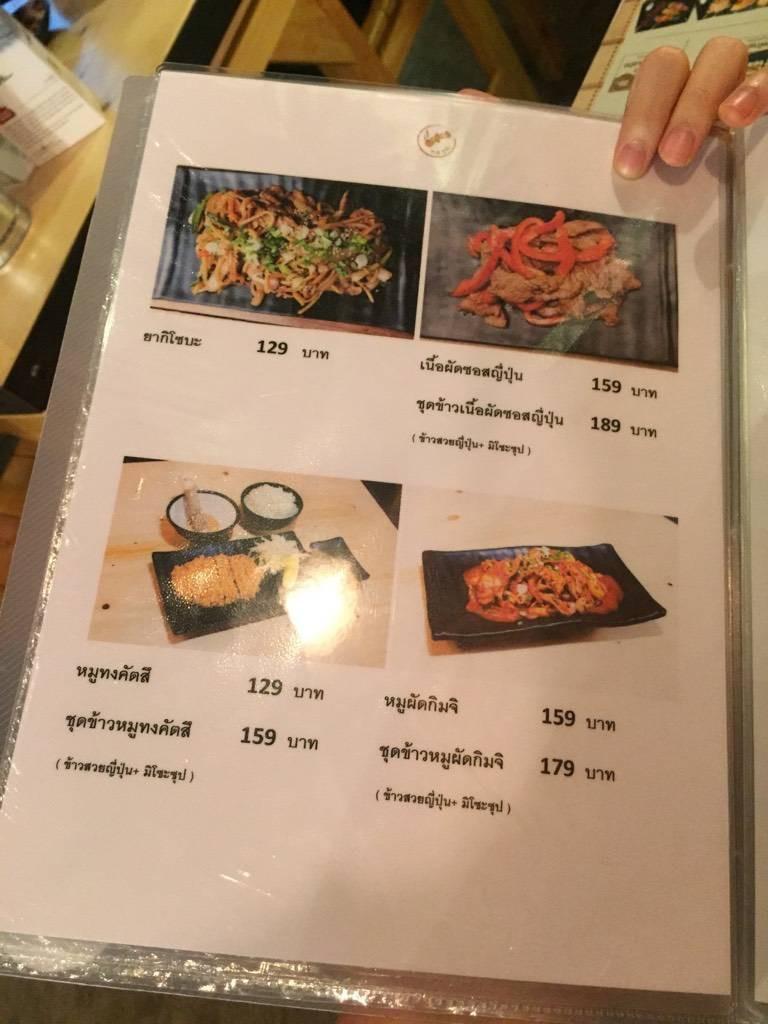 ยากิโซบะ 129 บาท
เนื้อผัดซอสญี่ปุ่น 159 บาท
ชุดข้าวเนื้อผัดซอสญี่ปุ่น 189 บาท
( ข้าวสวยญี่ปุ่น+ มิโซะซุป )
หมูทงคัตสึ 129 บาท
ชุดข้าวหมูทงคัตสึ 159 บาท
( ข้าวสวยญี่ปุ่น+ มิโซะซุป )
หมูผัดกิมจิ 159 บาท
ชุดข้าวหมูผัดกิมจิ 179 บาท
( ข้าวสวยญี่ปุ่น+ มิโซะซุป )